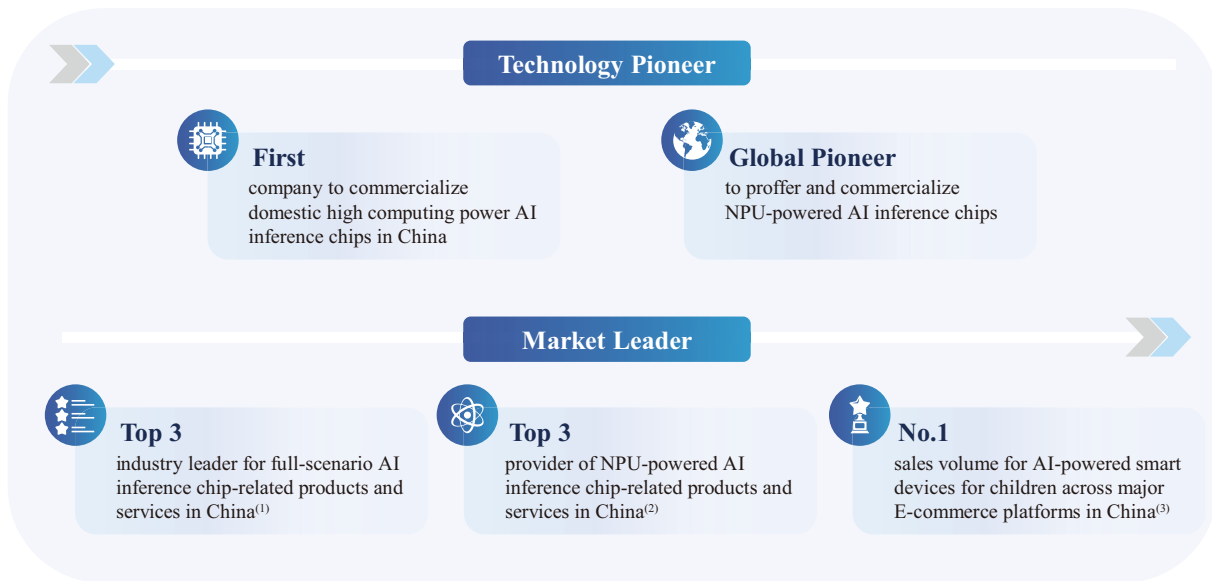 Technology Pioneer
First
company to commercialize
domestic high computing power AI
inference chips in China
Global Pioneer
to proffer and commercialize
NPU-powered AI inference chips
Market Leader
Top 3
industry leader for full-scenario AI
inference chip-related products and
services in China(1)
Top 3
provider of NPU-powered AI
inference chip-related products and
services in China(2)
No.1
sales volume for AI-powered smart
devices for children across major
E-commerce platforms in China(3)